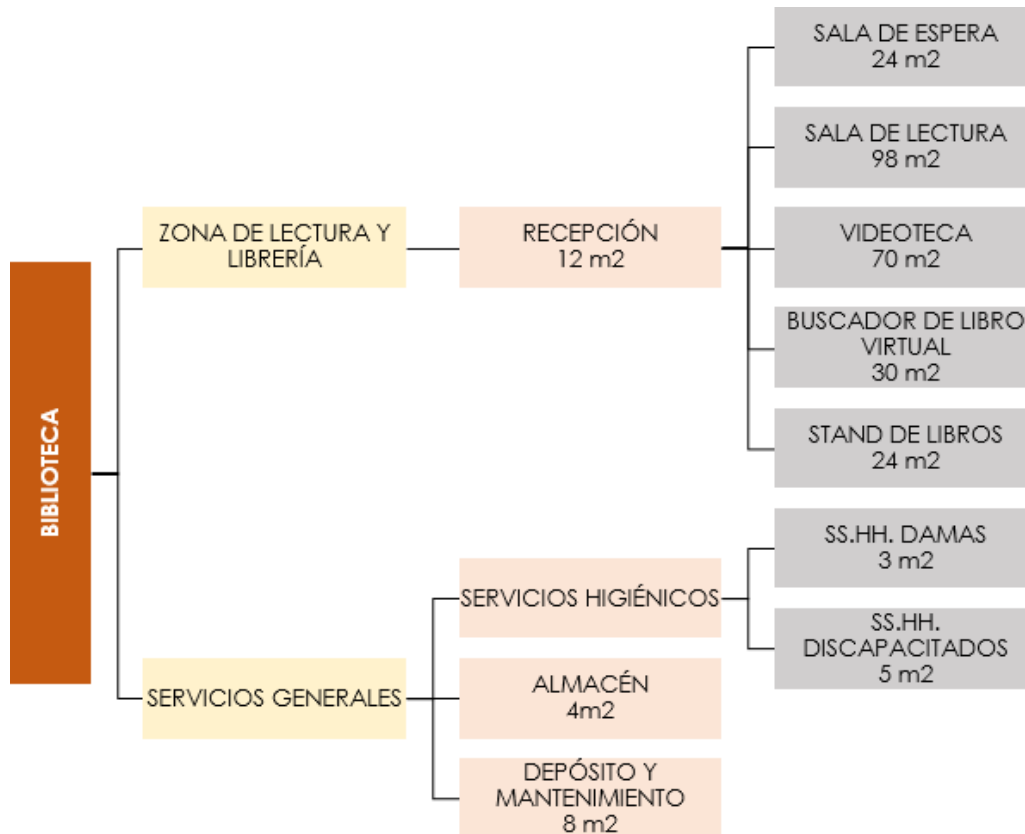 BIBLIOTECA
ZONA DE LECTURA Y
LIBRERÍA
RECEPCIÓN
12 m2
SALA DE ESPERA
24 m2
SALA DE LECTURA
98 m2
VIDEOTECA
70 m2
BUSCADOR DE LIBRO
VIRTUAL
30 m2
STAND DE LIBROS
24 m2
SERVICIOS GENERALES
SERVICIOS HIGIÉNICOS
SS.HH. DAMAS
3 m2
SS.HH.
DISCAPACITADOS
5 m2
ALMACÉN
4m2
DEPÓSITO Y
MANTENIMIENTO
8 m2